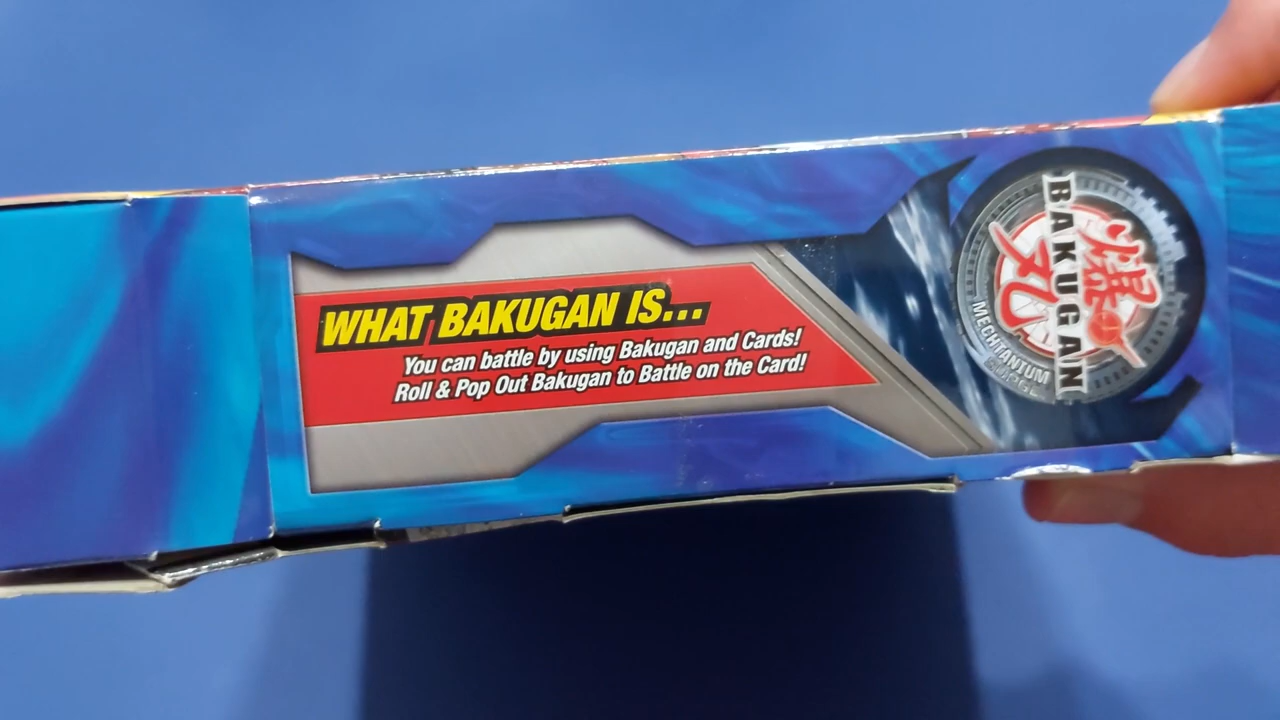 WHAT BAKUGAN IS...
You can battle by using Bakugan and Cards!
Roll & Pop Out Bakugan to Battle on the Card!
爆丸
BAKUGAN
MECHTANIUM
SURGE